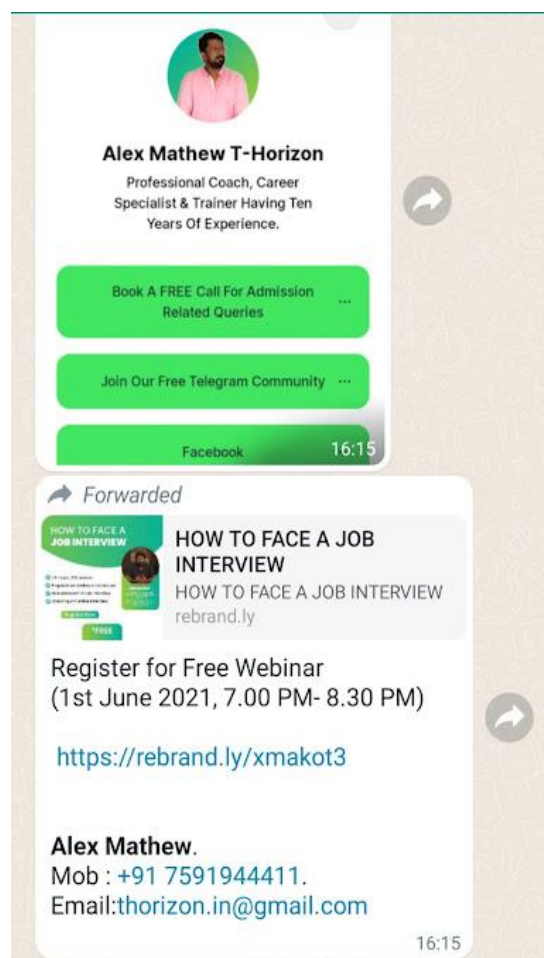 Alex Mathew T-Horizon
Professional Coach, Career
Specialist & Trainer Having Ten
Years Of Experience.
Book A FREE Call For Admission
Related Queries
Join Our Free Telegram Community
Facebook
16:15
Forwarded
HOW TO FACE A
JOB INTERVIEW
*FREE
HOW TO FACE A JOB
INTERVIEW
HOW TO FACE A JOB INTERVIEW
rebrand.ly
Register for Free Webinar
(1st June 2021, 7.00 PM- 8.30 PM)
https://rebrand.ly/xmakot3
Alex Mathew.
Mob : +91 7591944411.
Email:thorizon.in@gmail.com
16:15